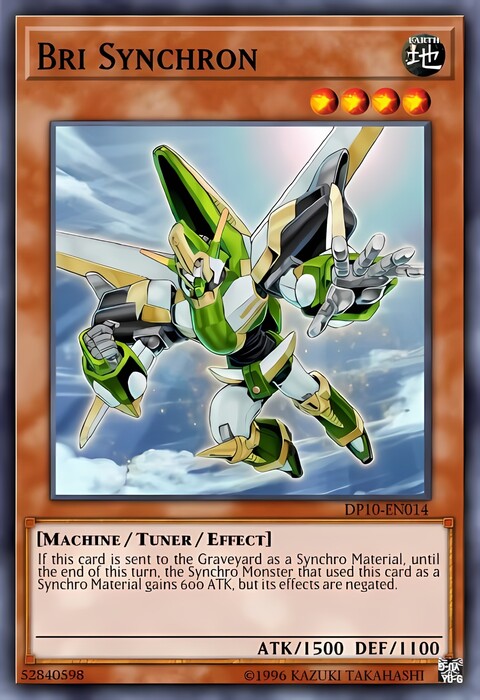 BRI SYNCHRON
EARTH
地
DP10-EN014
[MACHINE / TUNER / EFFECT]
If this card is sent to the Graveyard as a Synchro Material, until
the end of this turn, the Synchro Monster that used this card as a
Synchro Material gains 600 ATK, but its effects are negated.
ATK/1500 DEF/1100
52840598
©1996 KAZUKI TAKAHASHI